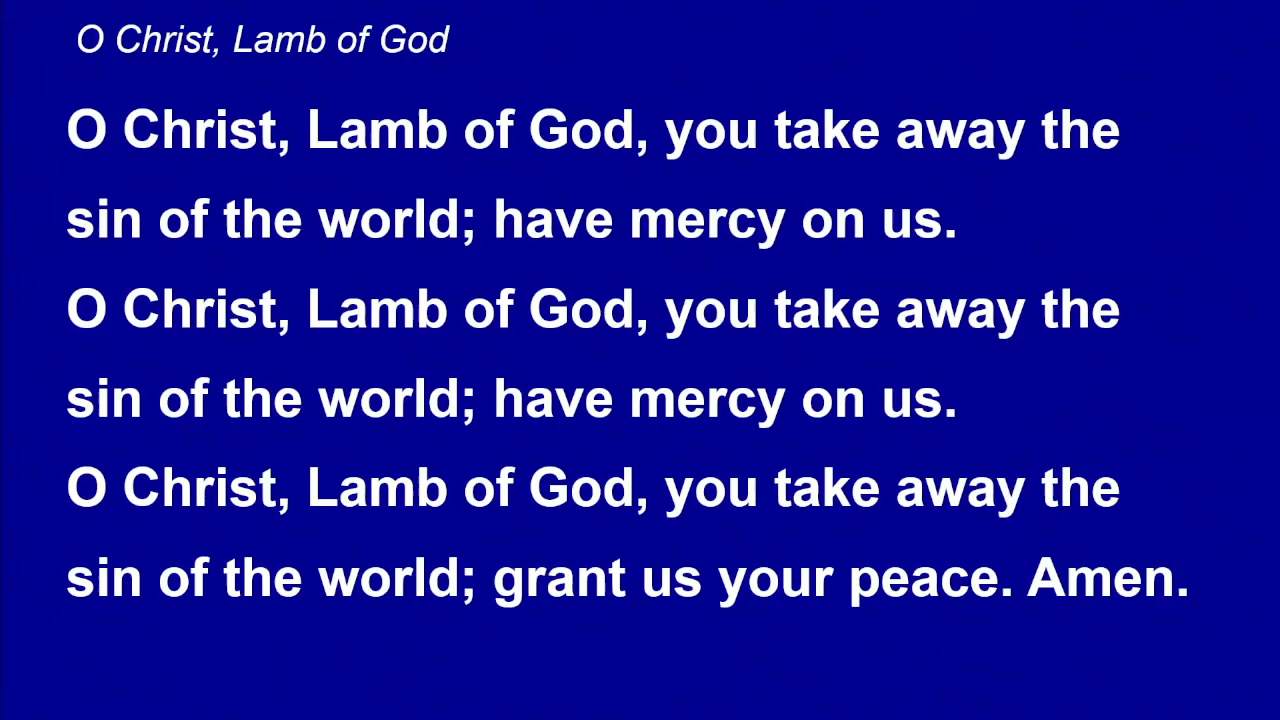 O Christ, Lamb of God
O Christ, Lamb of God, you take away the
sin of the world; have mercy on us.
O Christ, Lamb of God, you take away the
sin of the world; have mercy on us.
O Christ, Lamb of God, you take away the
sin of the world; grant us your peace. Amen.